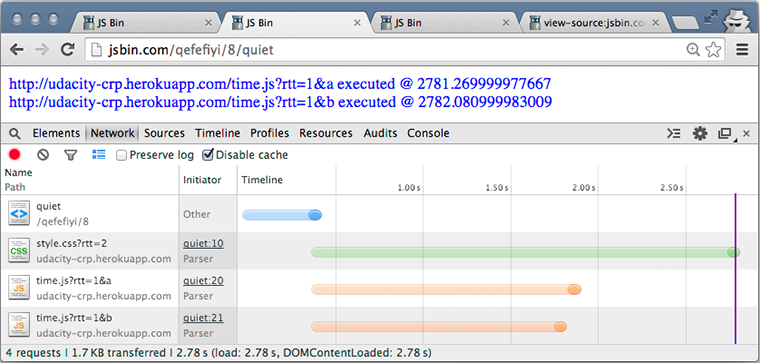 JS Bin
JS Bin
JS Bin
view-source:jsbin.co
jsbin.com/qefefiyi/8/quiet
http://udacity-crp.herokuapp.com/time.js?rtt=1&a executed @ 2781.269999977667
http://udacity-crp.herokuapp.com/time.js?rtt=1&b executed @ 2782.080999983009
Elements Network Sources Timeline Profiles Resources Audits Console
Preserve log Disable cache
Name Path Initiator Timeline
1.00 s 1.50 s 2.00 s 2.50 s
quiet Other
/qefefiyi/8
style.css?rtt=2 quiet:10
CSS udacity-crp.herokuapp.com Parser
time.js?rtt=1&a quiet:20
JS udacity-crp.herokuapp.com Parser
time.js?rtt=1&b quiet:21
JS udacity-crp.herokuapp.com Parser
4 requests | 1.7 KB transferred | 2.78 s (load: 2.78 s, DOMContentLoaded: 2.78 s)